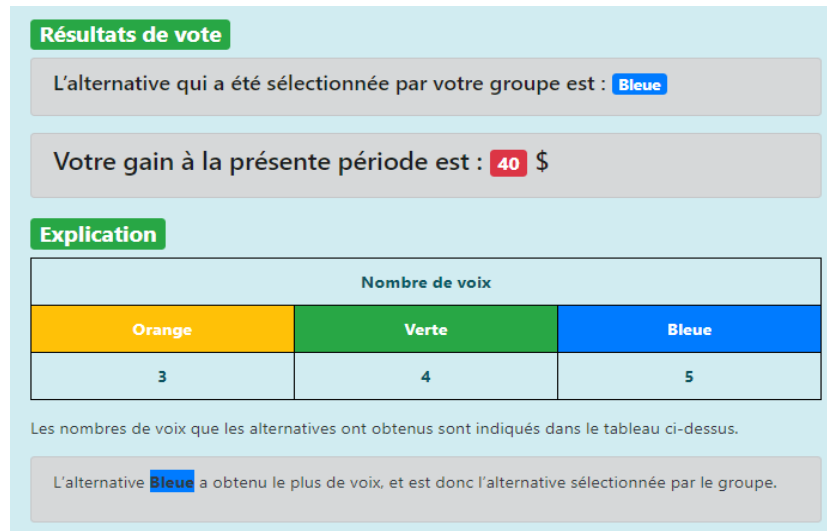 Résultats de vote
L'alternative qui a été sélectionnée par votre groupe est : Bleue
Votre gain à la présente période est : 40 $
Explication
Nombre de voix
Orange Verte Bleue
3 4 5
Les nombres de voix que les alternatives ont obtenus sont indiqués dans le tableau ci-dessus.
L'alternative Bleue a obtenu le plus de voix, et est donc l'alternative sélectionnée par le groupe.